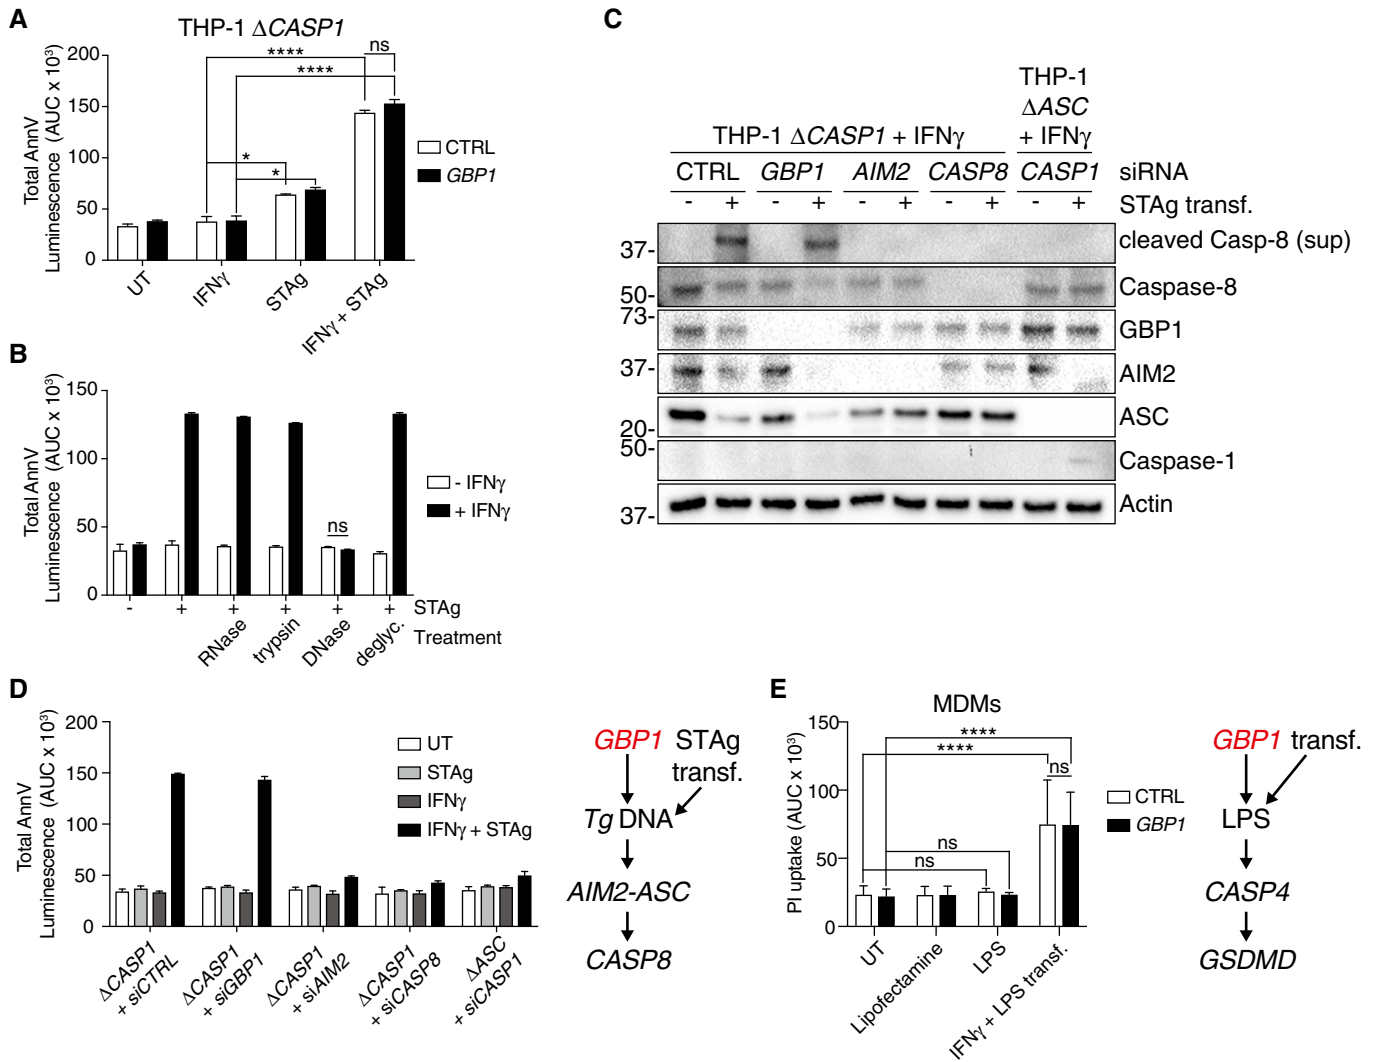 A
THP-1 ΔCASP1
Total AnnV
Luminescence (AUC x 10³)
200
150
100
50
0
****
ns
****
*
*
CTRL
GBP1
UT
IFNγ
STAg
IFNγ + STAg
B
Total AnnV
Luminescence (AUC x 10³)
150
100
50
0
ns
- IFNγ
+ IFNγ
- + + + + + STAg
RNase
trypsin
DNase
deglyc.
Treatment
C
THP-1 ΔCASP1 + IFNγ
THP-1
ΔASC
+ IFNγ
CTRL GBP1 AIM2 CASP8 CASP1 siRNA
- + - + - + - + - + STAg transf.
37- cleaved Casp-8 (sup)
50- Caspase-8
73- GBP1
37- AIM2
20- ASC
50- Caspase-1
37- Actin
D
Total AnnV
Luminescence (AUC x 10³)
200
150
100
50
0
UT
STAg
IFNγ
IFNγ + STAg
ΔCASP1
+ siCTRL
ΔCASP1
+ siGBP1
ΔCASP1
+ siAIM2
ΔCASP1
+ siCASP8
ΔASC
+ siCASP1
GBP1 STAg
transf.
Tg DNA
AIM2-ASC
CASP8
E
MDMs
PI uptake (AUC x 10³)
150
100
50
0
****
****
ns
ns
ns
CTRL
GBP1
UT
Lipofectamine
LPS
IFNγ + LPS transf.
GBP1 transf.
LPS
CASP4
GSDMD